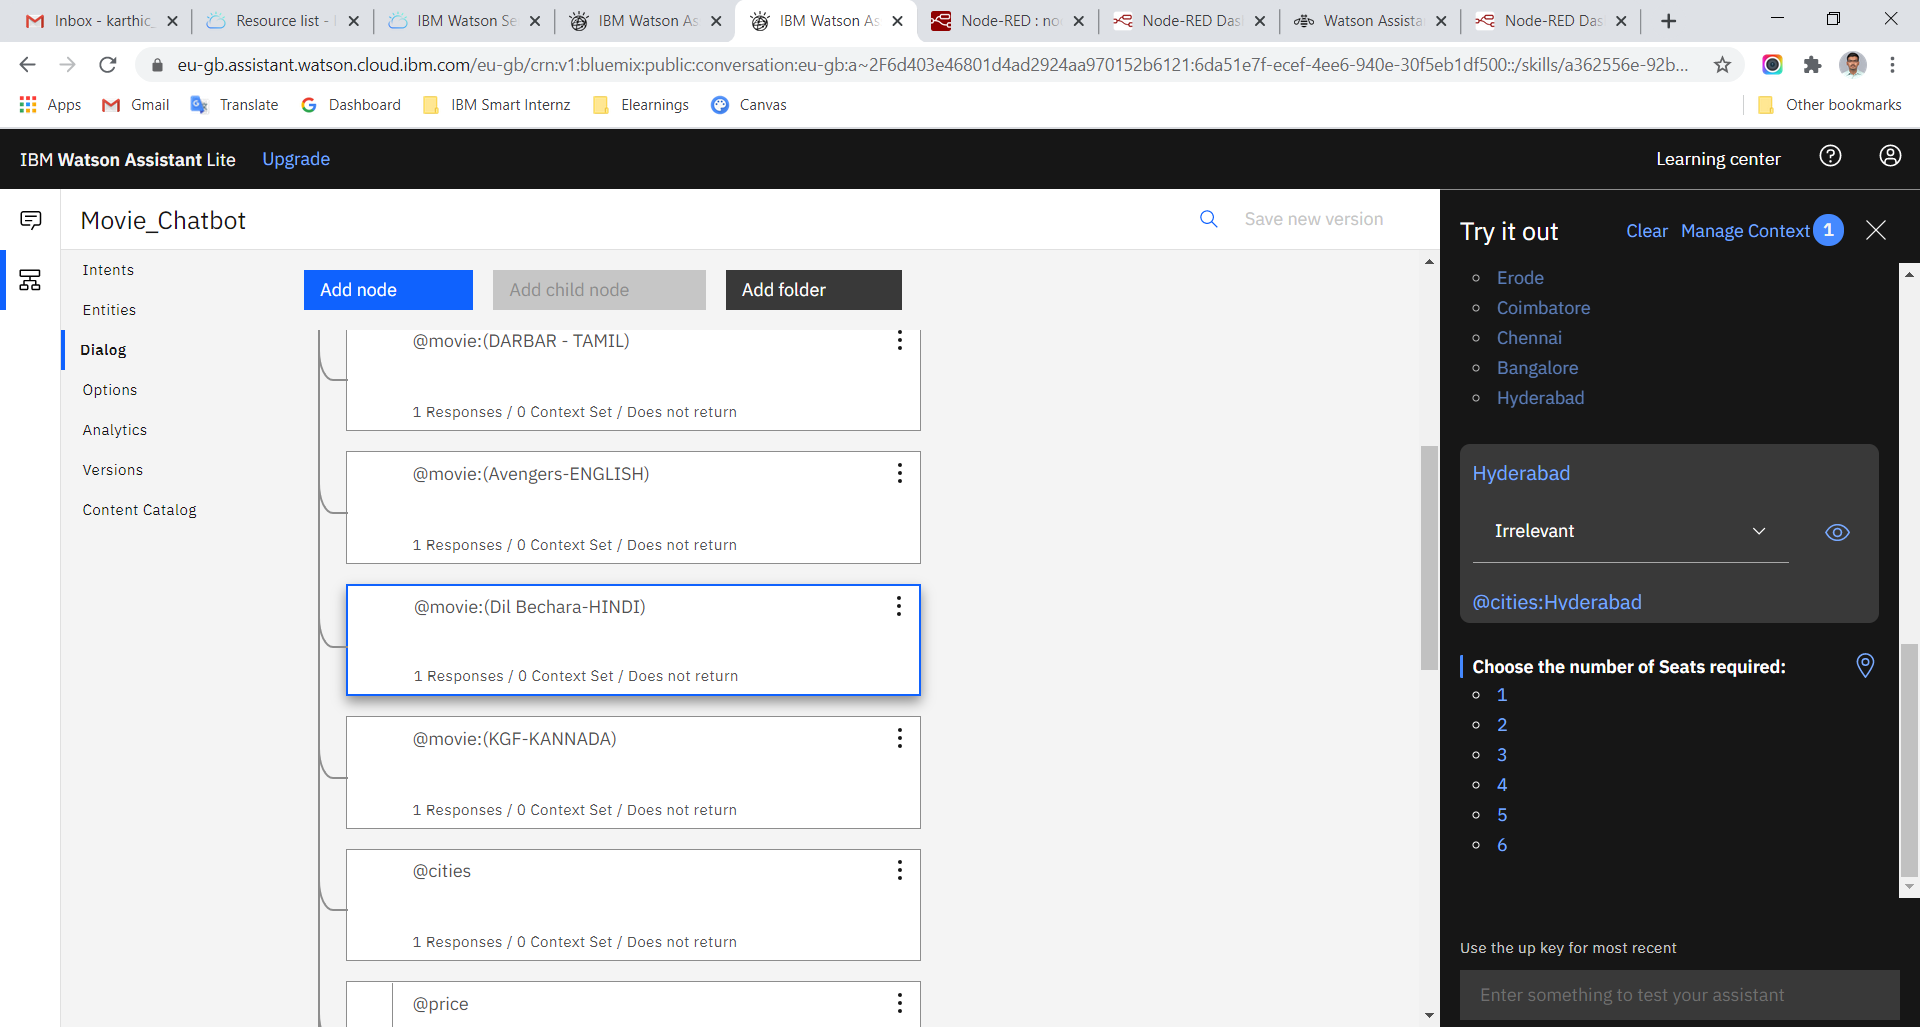 Inbox - karthic_
Resource list -
IBM Watson Se
IBM Watson As
IBM Watson As
Node-RED : no
Node-RED Das
Watson Assista
Node-RED Das
eu-gb.assistant.watson.cloud.ibm.com/eu-gb/crn:v1:bluemix:public:conversation:eu-gb:a~2F6d403e46801d4ad2924aa970152b6121:6da51e7f-ecef-4ee6-940e-30f5eb1df500::/skills/a362556e-92b...
Apps Gmail Translate Dashboard IBM Smart Internz Elearnings Canvas Other bookmarks
IBM Watson Assistant Lite Upgrade Learning center
Movie_Chatbot Save new version
Intents
Entities
Dialog
Options
Analytics
Versions
Content Catalog
Add node Add child node Add folder
@movie:(DARBAR - TAMIL)
1 Responses / 0 Context Set / Does not return
@movie:(Avengers-ENGLISH)
1 Responses / 0 Context Set / Does not return
@movie:(Dil Bechara-HINDI)
1 Responses / 0 Context Set / Does not return
@movie:(KGF-KANNADA)
1 Responses / 0 Context Set / Does not return
@cities
1 Responses / 0 Context Set / Does not return
@price
Try it out Clear Manage Context 1
Erode
Coimbatore
Chennai
Bangalore
Hyderabad
Hyderabad
Irrelevant
@cities:Hyderabad
Choose the number of Seats required:
1
2
3
4
5
6
Use the up key for most recent
Enter something to test your assistant